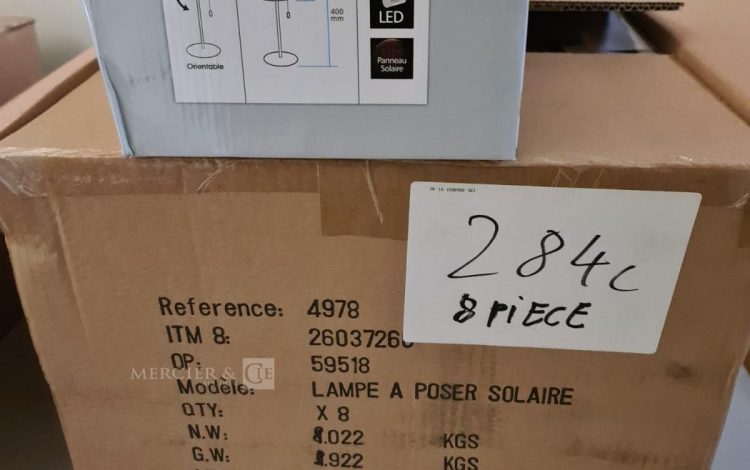 400
mm
LED
Orientable
Panneau
Solaire
284c
8 PiECE
Reference: 4978
ITM 8: 26037260
OP: 59518
MERCIER & CIE
Modele: LAMPE A POSER SOLAIRE
QTY: X 8
N.W: 8.022 KGS
G.W: .922 KGS